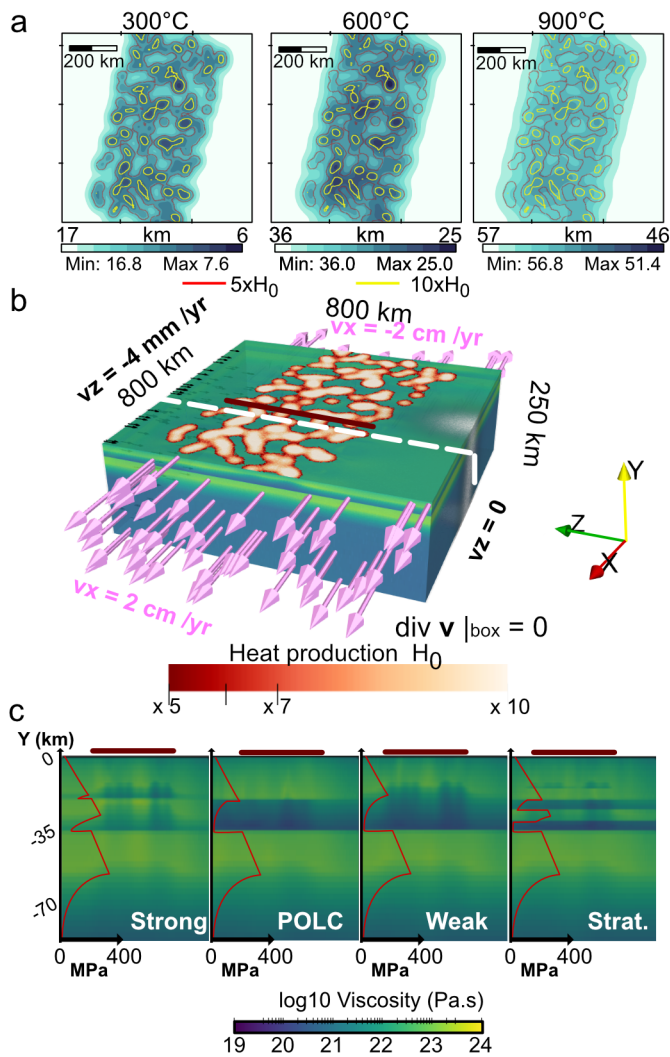 a
300°C
600°C
900°C
200 km
200 km
200 km
17 km 6
36 km 25
57 km 46
Min: 16.8 Max 7.6
Min: 36.0 Max 25.0
Min: 56.8 Max 51.4
5xH0
10xH0
b
800 km
vx = -2 cm /yr
vz = -4 mm /yr
800 km
250 km
vz = 0
Y
Z
X
vx = 2 cm /yr
div v |box = 0
Heat production H0
x 5 x 7 x 10
c
Y (km)
0
-35
-70
Strong
POLC
Weak
Strat.
0 400
0 400
0 400
0 400
MPa
MPa
MPa
MPa
log10 Viscosity (Pa.s)
19 20 21 22 23 24